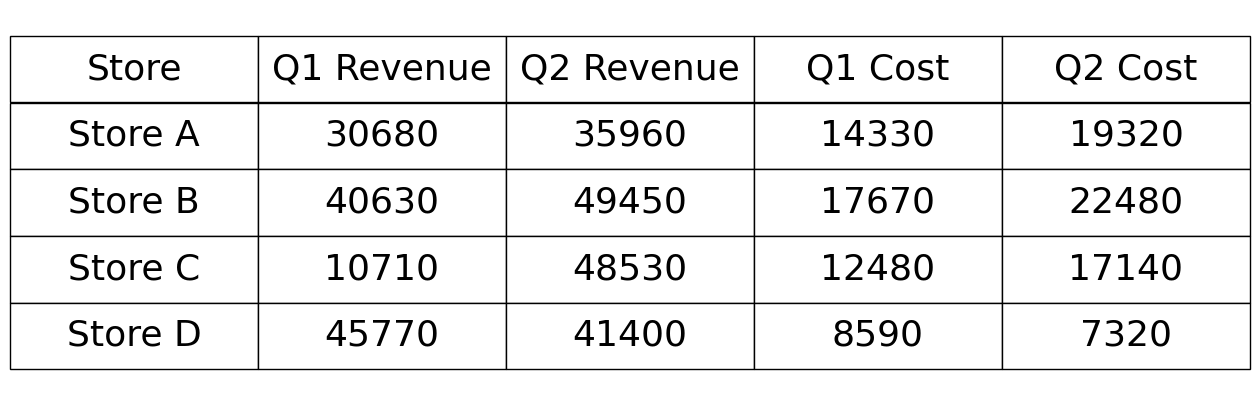 Store Q1 Revenue Q2 Revenue Q1 Cost Q2 Cost
Store A 30680 35960 14330 19320
Store B 40630 49450 17670 22480
Store C 10710 48530 12480 17140
Store D 45770 41400 8590 7320